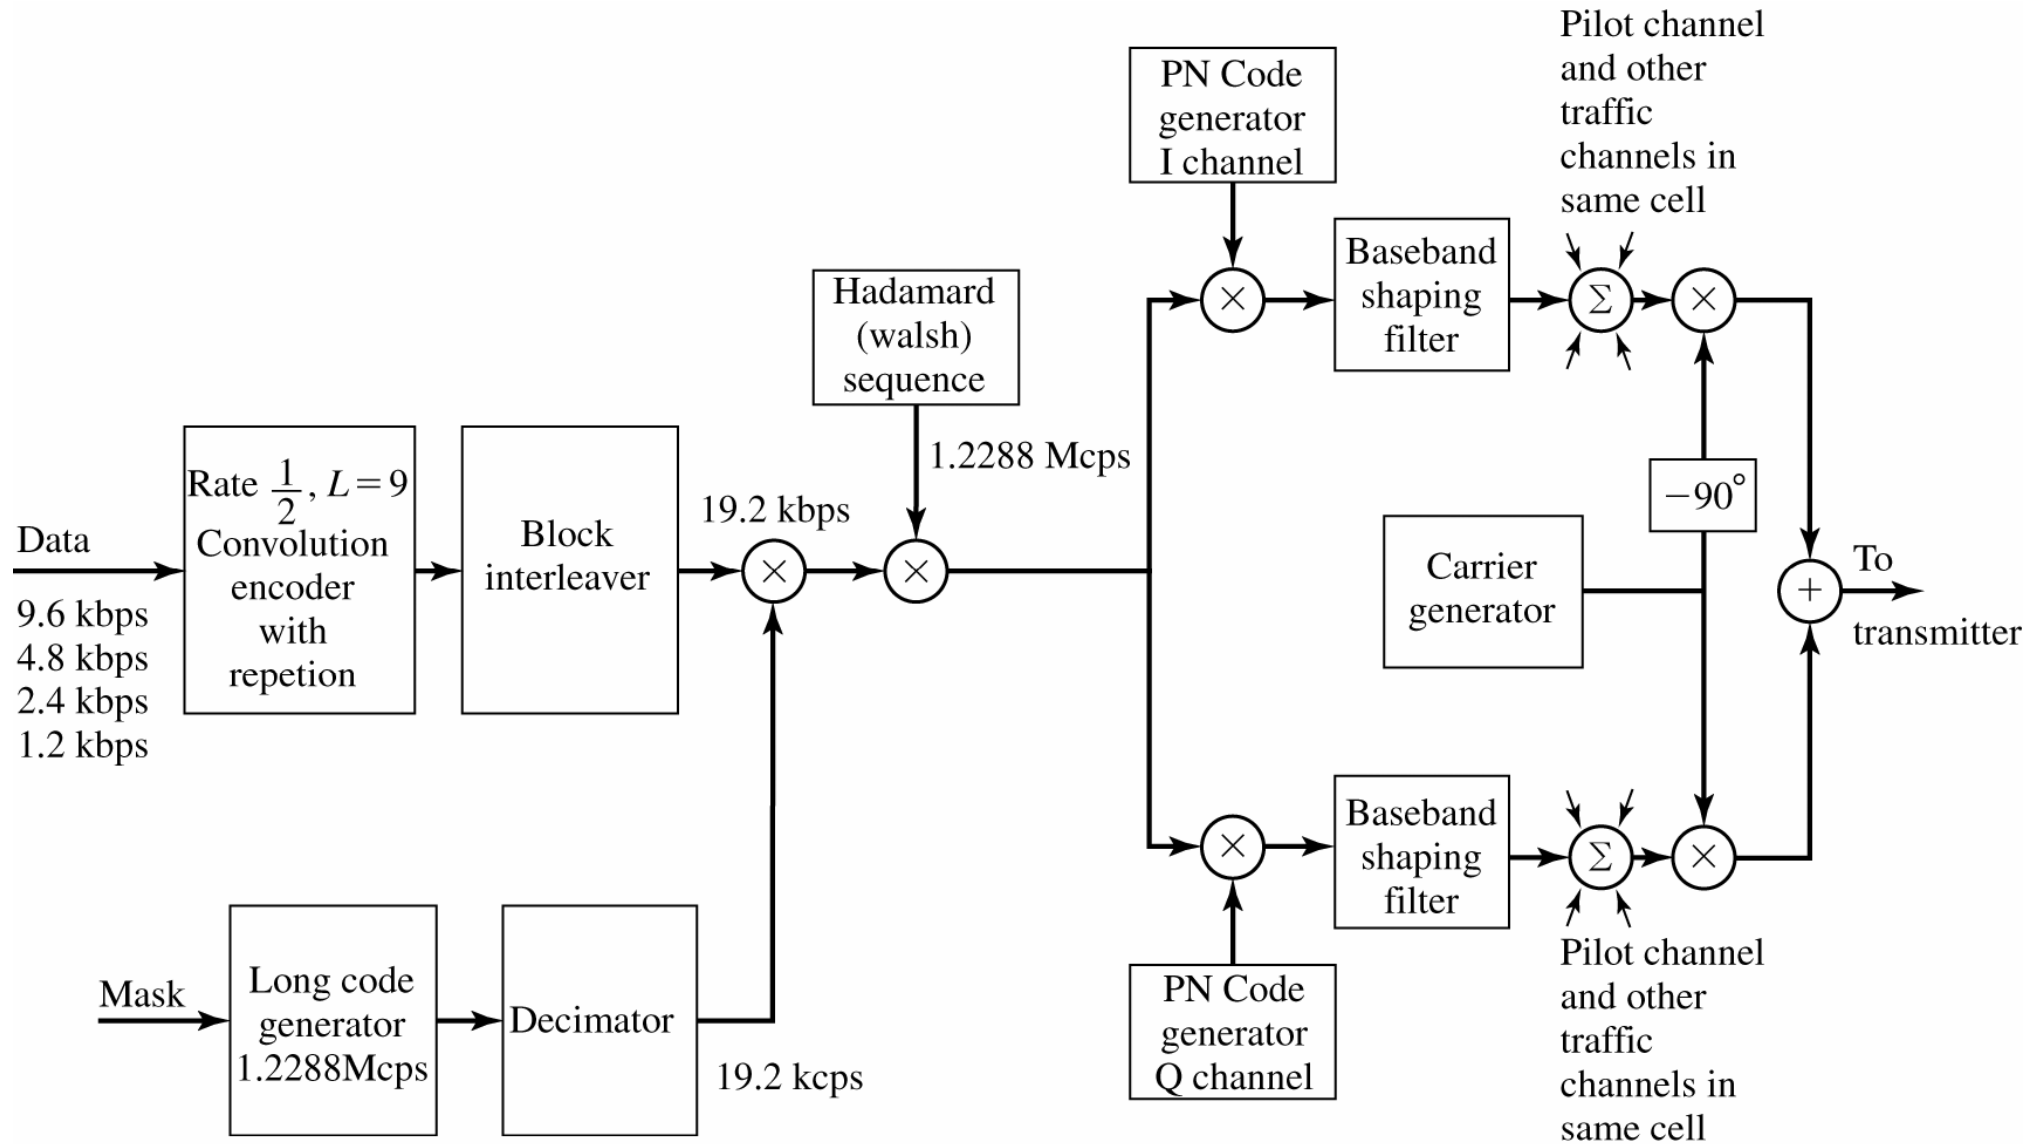 Pilot channel
and other
traffic
channels in
same cell
PN Code
generator
I channel
×
Baseband
shaping
filter
Σ
×
Hadamard
(walsh)
sequence
1.2288 Mcps
Data
9.6 kbps
4.8 kbps
2.4 kbps
1.2 kbps
Rate 1/2, L=9
Convolution
encoder
with
repetion
Block
interleaver
19.2 kbps
×
×
−90°
Carrier
generator
+
To
transmitter
Mask
Long code
generator
1.2288Mcps
Decimator
19.2 kcps
×
PN Code
generator
Q channel
Baseband
shaping
filter
Σ
×
Pilot channel
and other
traffic
channels in
same cell